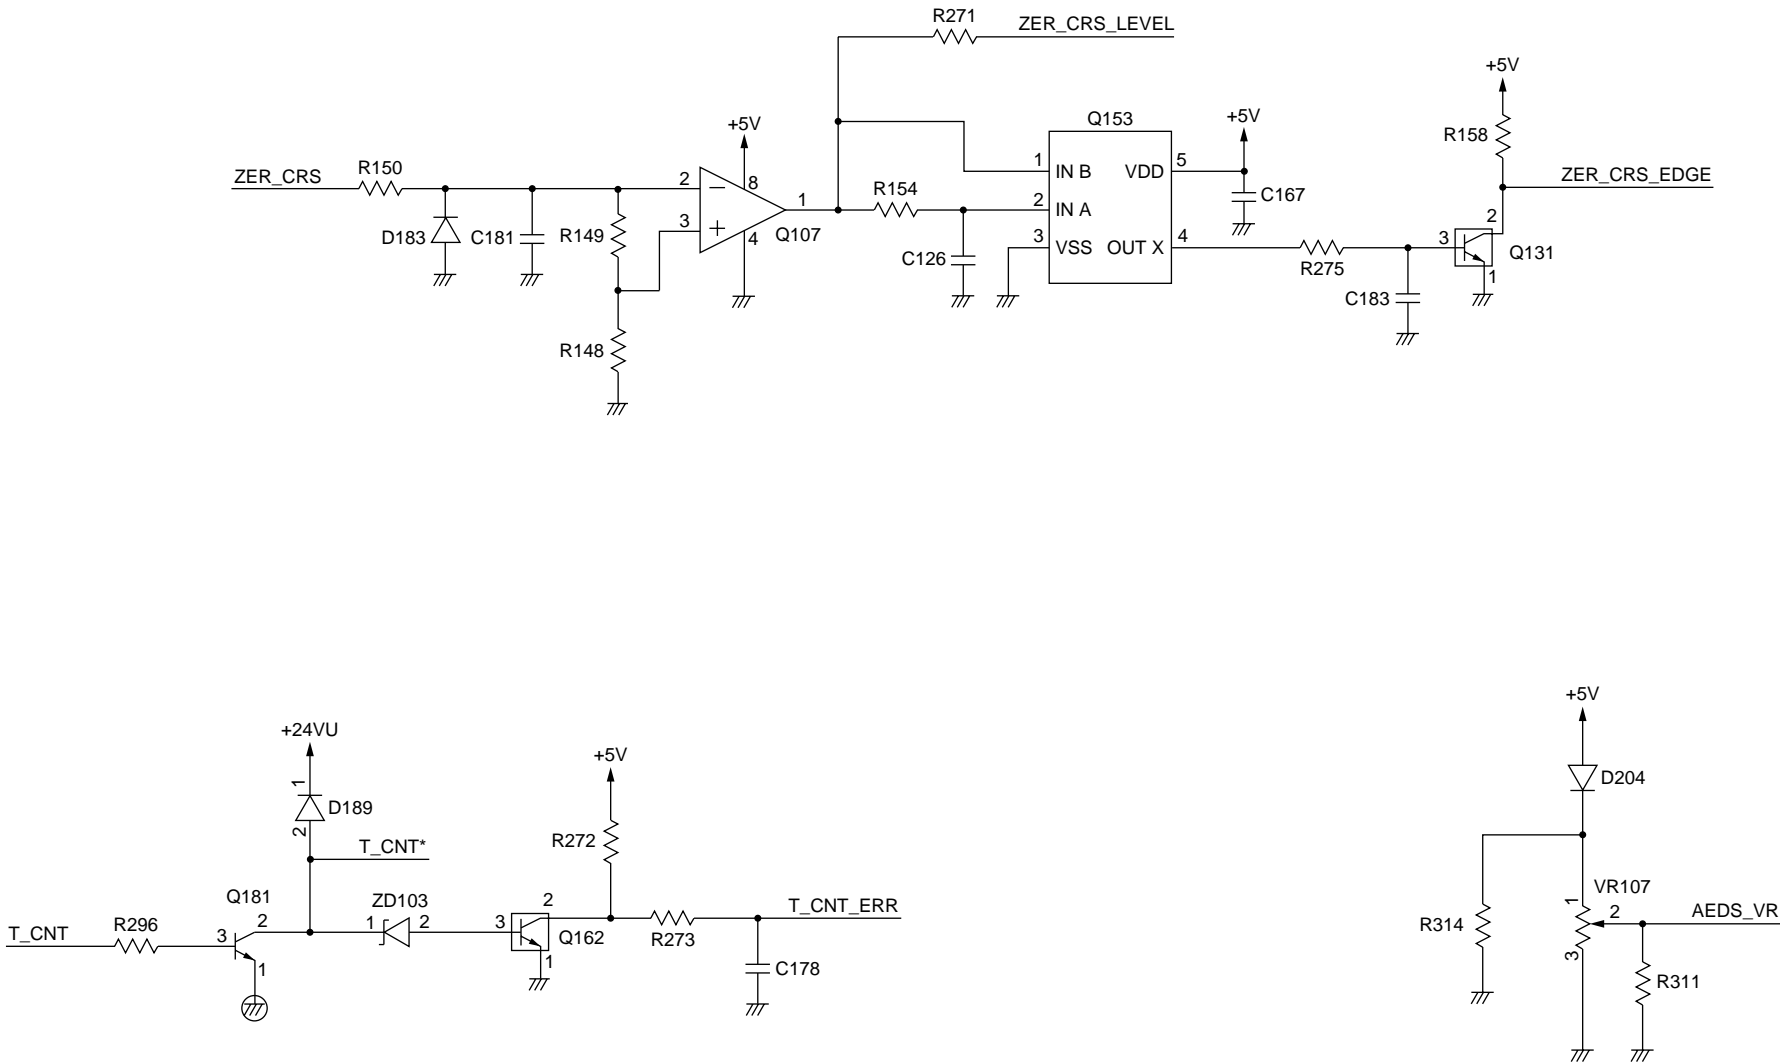 R271
ZER_CRS_LEVEL
+5V
+5V
Q153
+5V
R158
ZER_CRS
R150
2
8
1
IN B
VDD
5
ZER_CRS_EDGE
R154
C167
D183
C181
R149
3
4
1
Q107
2
IN A
2
C126
3
VSS
OUT X
4
R275
3
Q131
1
C183
R148
+24VU
+5V
+5V
1
D189
2
D204
R272
T_CNT*
Q181
ZD103
VR107
T_CNT
R296
3
2
1
1
2
3
2
Q162
1
R273
T_CNT_ERR
C178
R314
1
2
3
AEDS_VR
R311